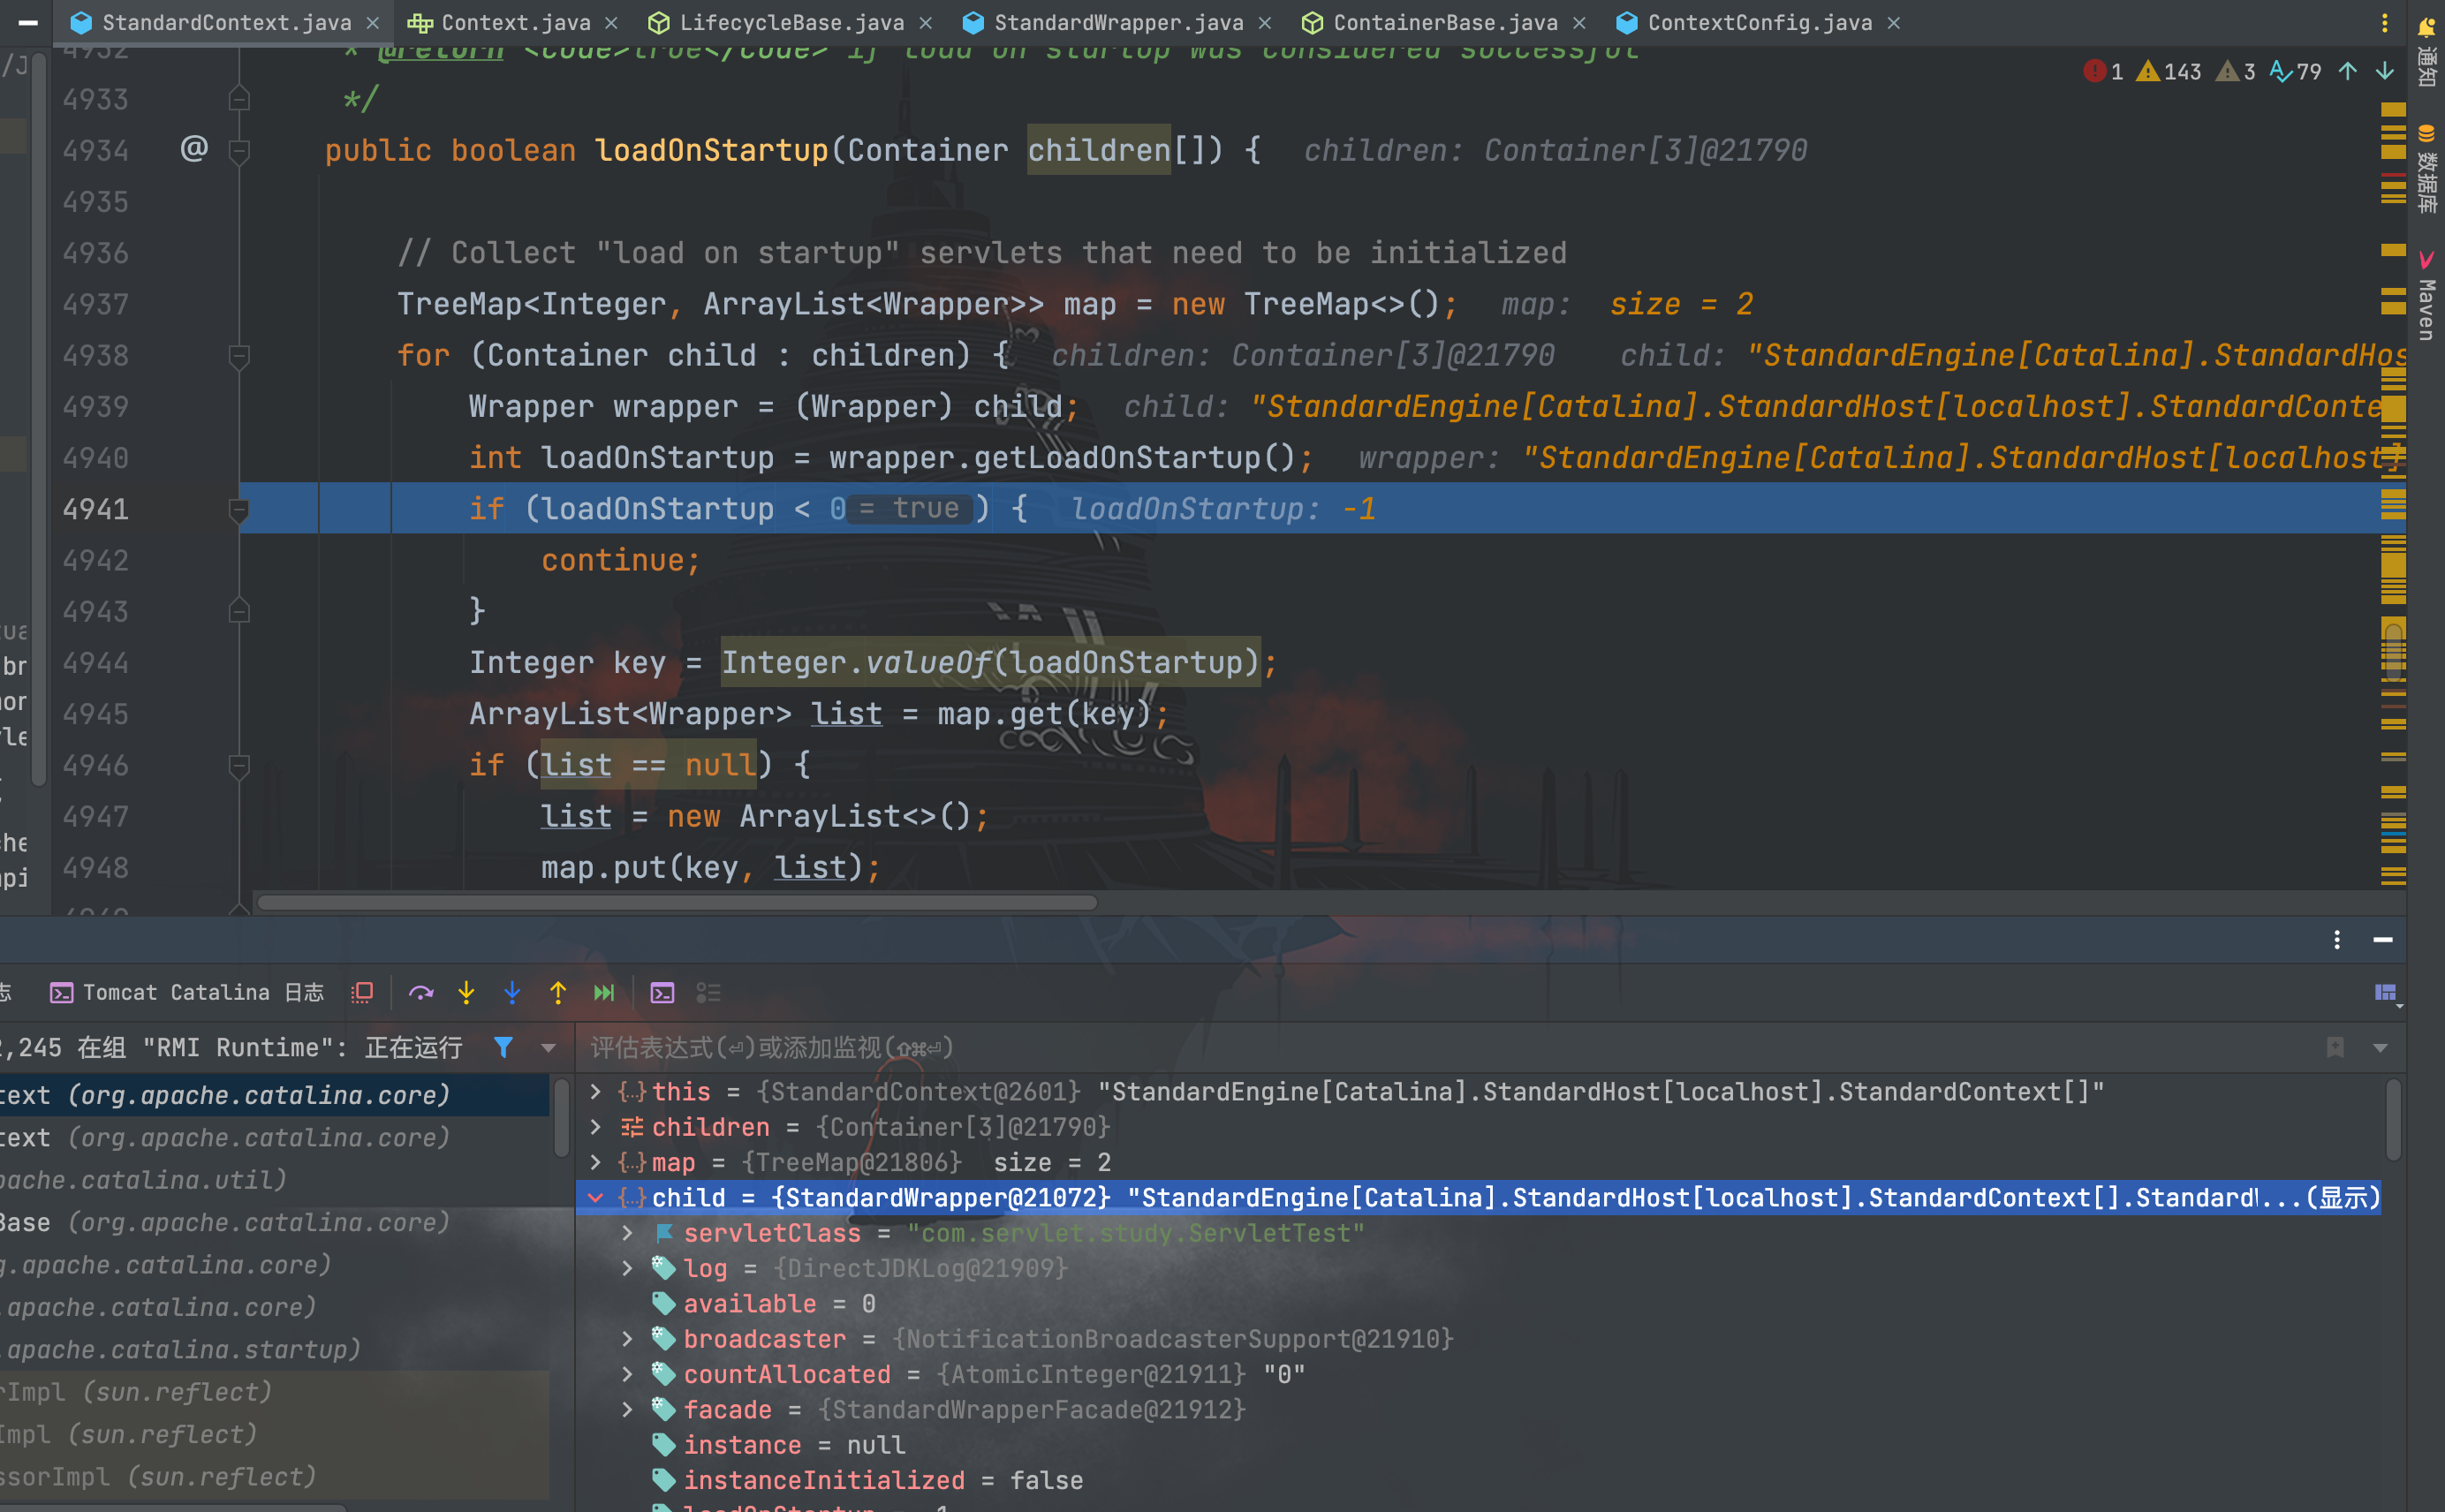 StandardContext.java × Context.java × LifecycleBase.java × StandardWrapper.java × ContainerBase.java × ContextConfig.java ×
1 143 3 79
4932 * @return <code>true</code> if load on startup was considered successful
4933 */
4934 @ public boolean loadOnStartup(Container children[]) { children: Container[3]@21790
4935
4936 // Collect "load on startup" servlets that need to be initialized
4937 TreeMap<Integer, ArrayList<Wrapper>> map = new TreeMap<>(); map: size = 2
4938 for (Container child : children) { children: Container[3]@21790 child: "StandardEngine[Catalina].StandardHos
4939 Wrapper wrapper = (Wrapper) child; child: "StandardEngine[Catalina].StandardHost[localhost].StandardConte
4940 int loadOnStartup = wrapper.getLoadOnStartup(); wrapper: "StandardEngine[Catalina].StandardHost[localhost]
4941 if (loadOnStartup < 0 = true ) { loadOnStartup: -1
4942 continue;
4943 }
4944 Integer key = Integer.valueOf(loadOnStartup);
4945 ArrayList<Wrapper> list = map.get(key);
4946 if (list == null) {
4947 list = new ArrayList<>();
4948 map.put(key, list);
通知
数据库
Maven
志 Tomcat Catalina 日志
2,245 在组 "RMI Runtime": 正在运行
评估表达式(⏎)或添加监视(⇧⌘⏎)
text (org.apache.catalina.core)
text (org.apache.catalina.core)
pache.catalina.util)
Base (org.apache.catalina.core)
g.apache.catalina.core)
.apache.catalina.core)
.apache.catalina.startup)
rImpl (sun.reflect)
Impl (sun.reflect)
ssorImpl (sun.reflect)
this = {StandardContext@2601} "StandardEngine[Catalina].StandardHost[localhost].StandardContext[]"
children = {Container[3]@21790}
map = {TreeMap@21806} size = 2
child = {StandardWrapper@21072} "StandardEngine[Catalina].StandardHost[localhost].StandardContext[].StandardW...(显示)
servletClass = "com.servlet.study.ServletTest"
log = {DirectJDKLog@21909}
available = 0
broadcaster = {NotificationBroadcasterSupport@21910}
countAllocated = {AtomicInteger@21911} "0"
facade = {StandardWrapperFacade@21912}
instance = null
instanceInitialized = false
loadOnStartup = -1